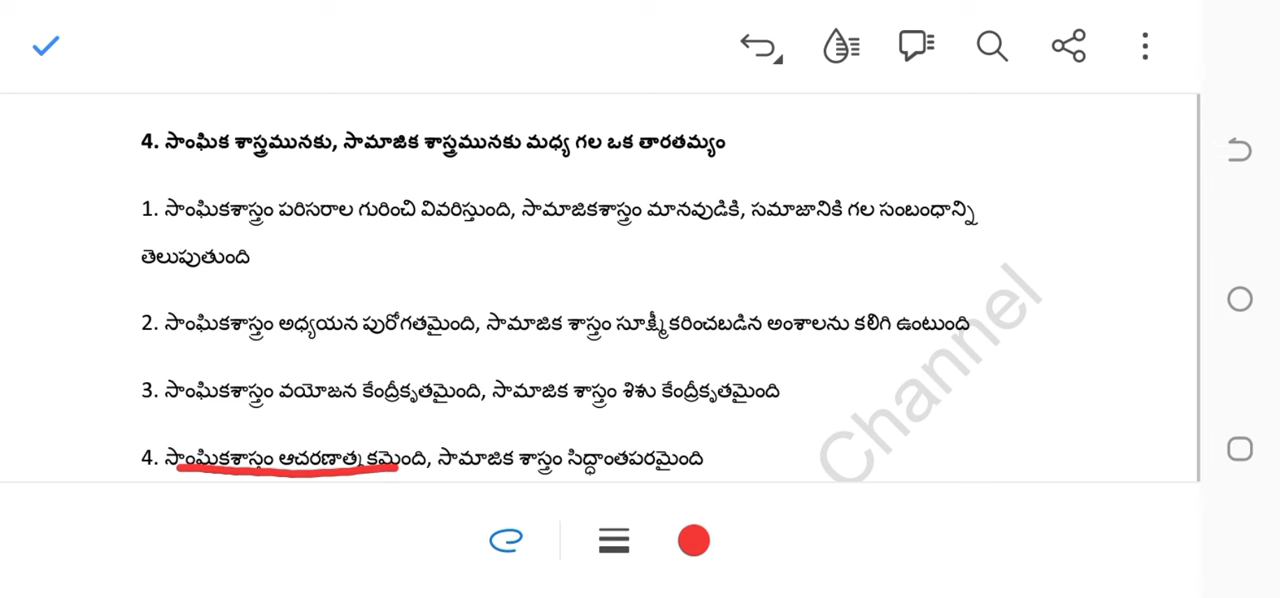 4. సాంఘిక శాస్త్రమునకు, సామాజిక శాస్త్రమునకు మధ్య గల ఒక తారతమ్యం
1. సాంఘికశాస్త్రం పరిసరాల గురించి వివరిస్తుంది, సామాజికశాస్త్రం మానవుడికి, సమాజానికి గల సంబంధాన్ని
తెలుపుతుంది
2. సాంఘికశాస్త్రం అధ్యయన పురోగతమైంది, సామాజిక శాస్త్రం సూక్ష్మీకరించబడిన అంశాలను కలిగి ఉంటుంది
3. సాంఘికశాస్త్రం వయోజన కేంద్రీకృతమైంది, సామాజిక శాస్త్రం శిశు కేంద్రీకృతమైంది
4. సాంఘికశాస్త్రం ఆచరణాత్మకమైంది, సామాజిక శాస్త్రం సిద్ధాంతపరమైంది
Channel